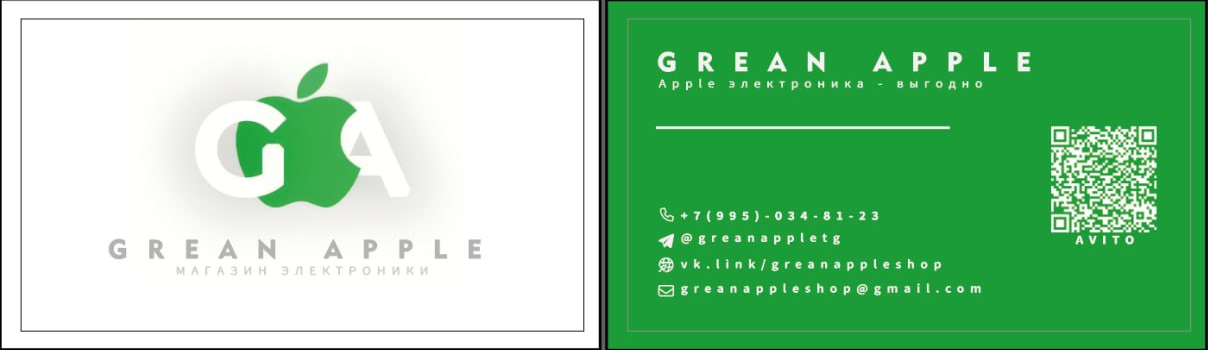 GA
GREAN APPLE
МАГАЗИН ЭЛЕКТРОНИКИ
GREAN APPLE
Apple электроника - выгодно
+7(995)-034-81-23
@greanappletg
vk.link/greanappleshop
greanappleshop@gmail.com
AVITO